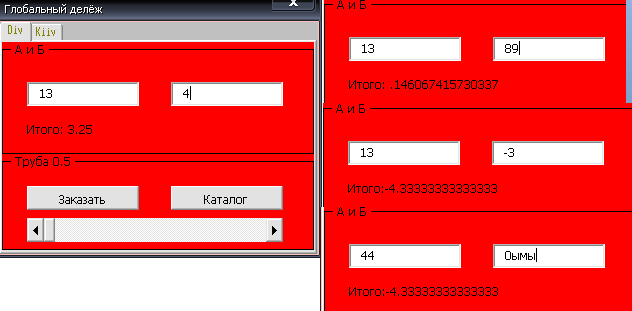 Глобальный делёж
Div Kiiv
А и Б
13 4
Итого: 3.25
Труба 0.5
Заказать Каталог
А и Б
13 89
Итого: .146067415730337
А и Б
13 -3
Итого:-4.33333333333333
А и Б
44 0ымы
Итого:-4.33333333333333